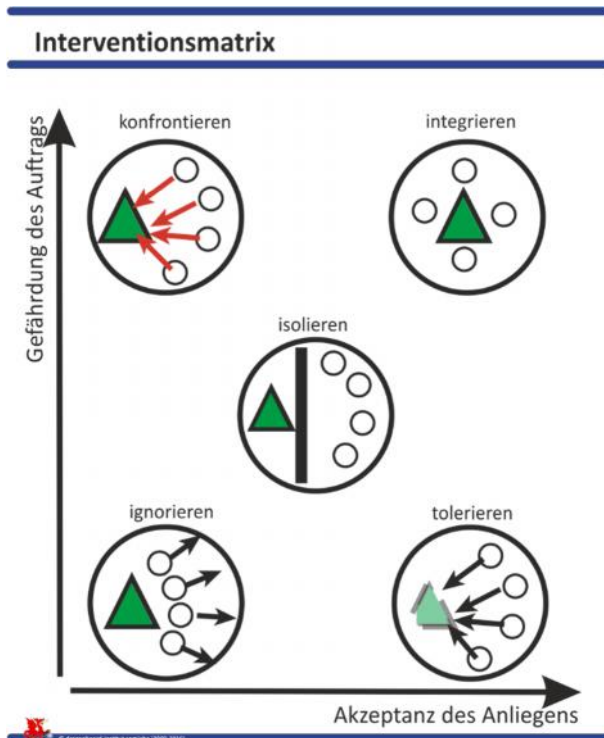 Interventionsmatrix
Gefährdung des Auftrags
konfrontieren
integrieren
isolieren
ignorieren
tolerieren
Akzeptanz des Anliegens